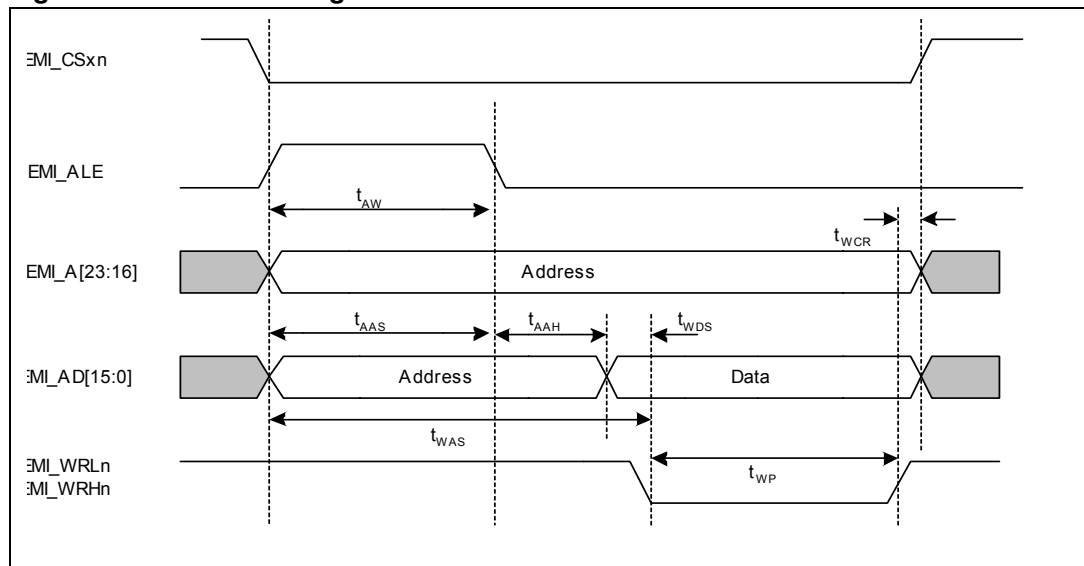 EMI_CSxn
EMI_ALE
tAW
tWCR
EMI_A[23:16]
Address
tAAS
tAAH
tWDS
EMI_AD[15:0]
Address
Data
tWAS
EMI_WRLn
EMI_WRHn
tWP